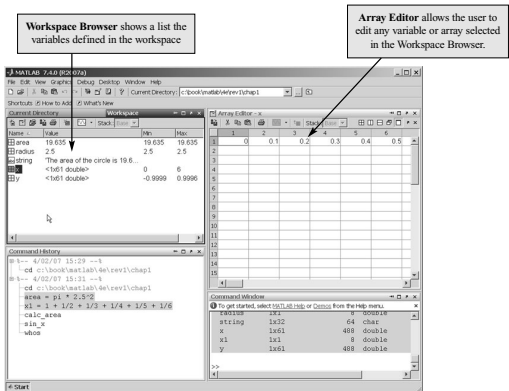 Workspace Browser shows a list the
variables defined in the workspace
Array Editor allows the user to
edit any variable or array selected
in the Workspace Browser.
MATLAB 7.4.0 (R2007a)
File Edit View Graphics Debug Desktop Window Help
Current Directory: c:\book\matlab\4e\rev1\chap1
Shortcuts How to Add What's New
Current Directory Workspace
Stack: Base
Name Value Min Max
area 19.635 19.635 19.635
radius 2.5 2.5 2.5
string 'The area of the circle is 19.6...
x <1x61 double> 0 6
y <1x61 double> -0.9999 0.9996
Array Editor - x
Stack: Base
1 2 3 4 5 6
1 0 0.1 0.2 0.3 0.4 0.5
2
3
4
5
6
7
8
9
10
11
12
13
14
15
Command History
%-- 4/02/07 15:29 --%
cd c:\book\matlab\4e\rev1\chap1
%-- 4/02/07 15:31 --%
cd c:\book\matlab\4e\rev1\chap1
area = pi * 2.5^2
x1 = 1 + 1/2 + 1/3 + 1/4 + 1/5 + 1/6
calc_area
sin_x
whos
Command Window
To get started, select MATLAB Help or Demos from the Help menu.
radius 1x1 8 double
string 1x32 64 char
x 1x61 488 double
x1 1x1 8 double
y 1x61 488 double
>>
Start